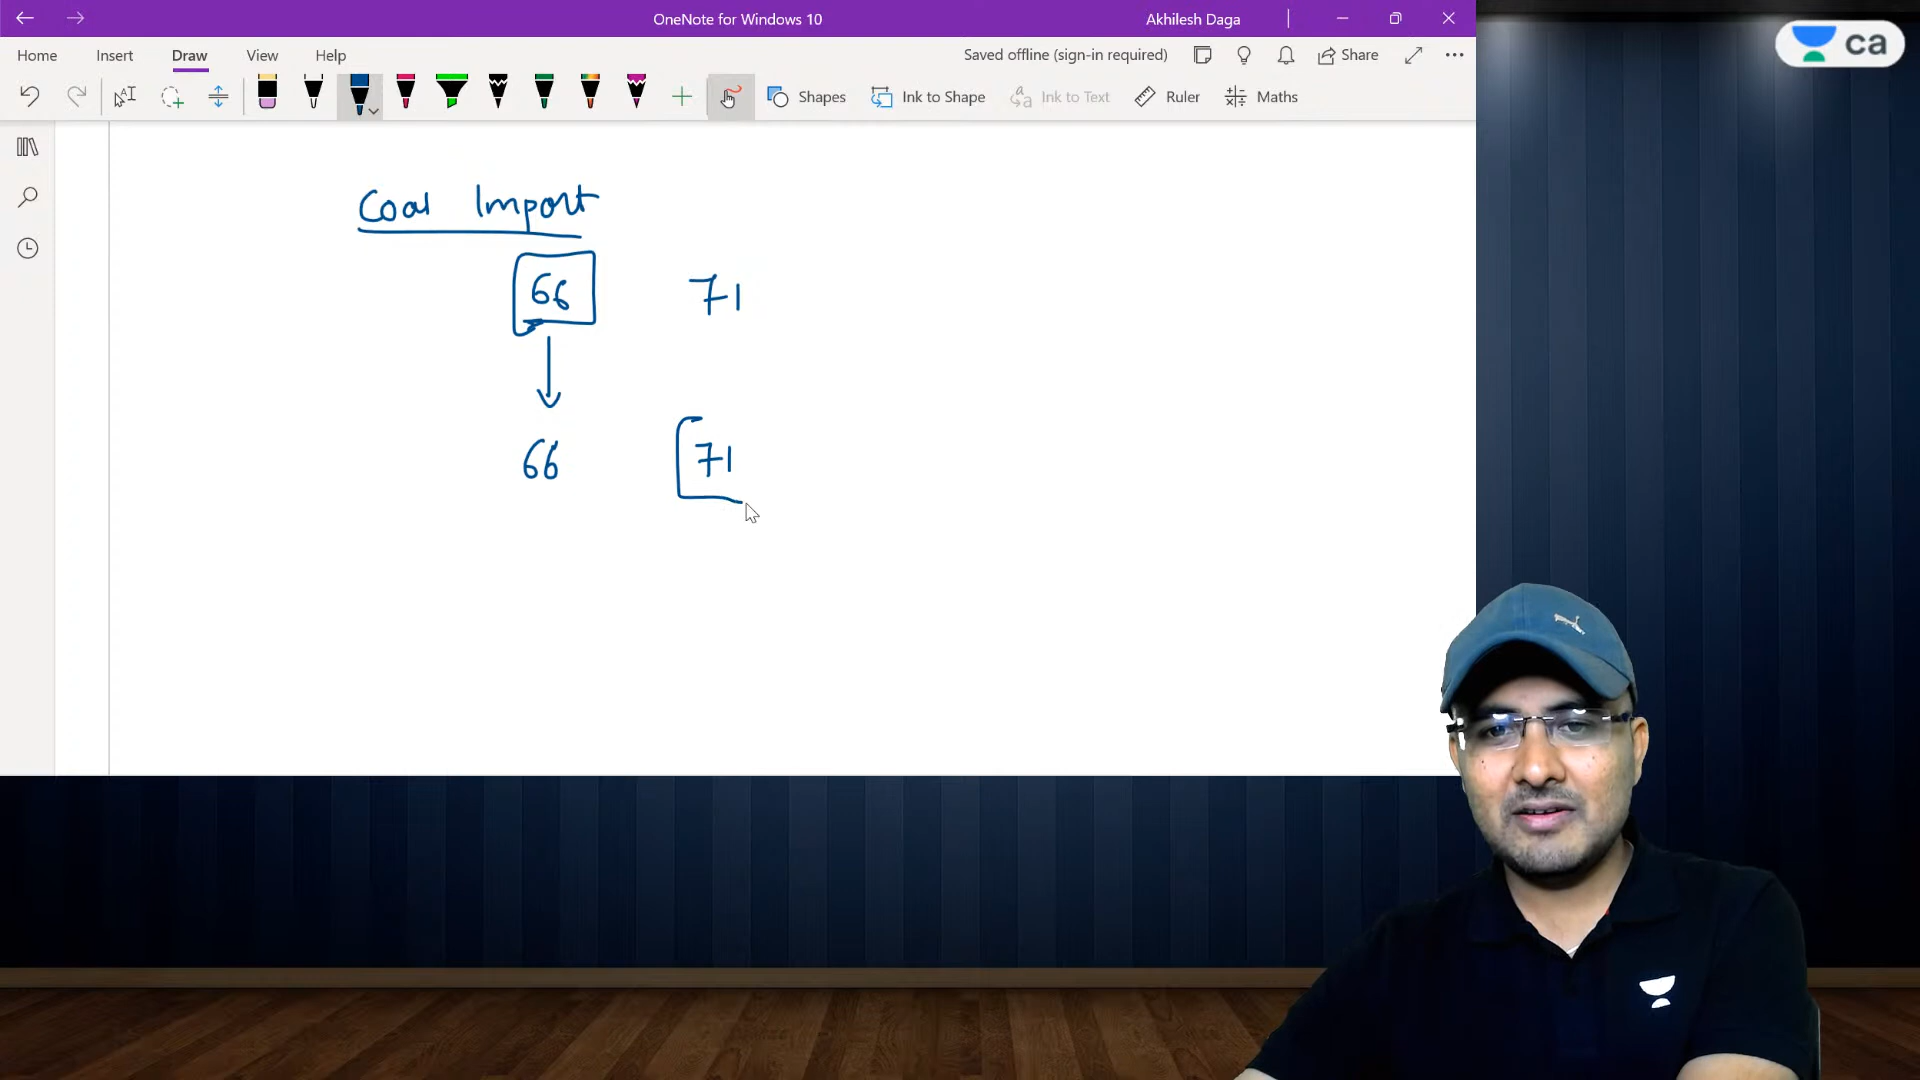 OneNote for Windows 10
Akhilesh Daga
Home Insert Draw View Help
Saved offline (sign-in required) Share
Shapes Ink to Shape Ink to Text Ruler Maths
ca
Coal Import
66 71
66 71